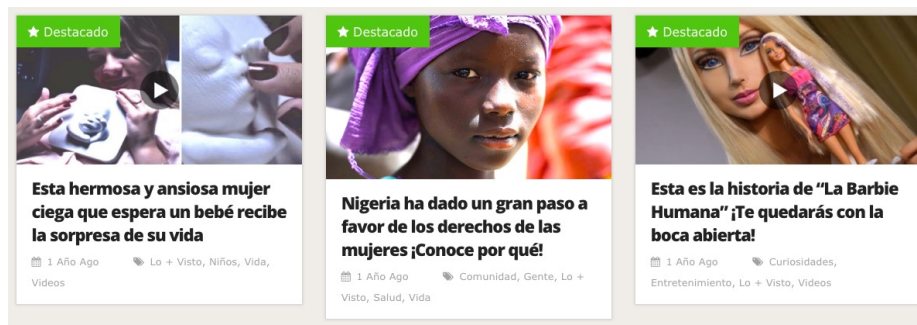 Destacado
Esta hermosa y ansiosa mujer
ciega que espera un bebé recibe
la sorpresa de su vida
1 Año Ago Lo + Visto, Niños, Vida,
Videos
Destacado
Nigeria ha dado un gran paso a
favor de los derechos de las
mujeres ¡Conoce por qué!
1 Año Ago Comunidad, Gente, Lo +
Visto, Salud, Vida
Destacado
Esta es la historia de “La Barbie
Humana” ¡Te quedarás con la
boca abierta!
1 Año Ago Curiosidades,
Entretenimiento, Lo + Visto, Videos